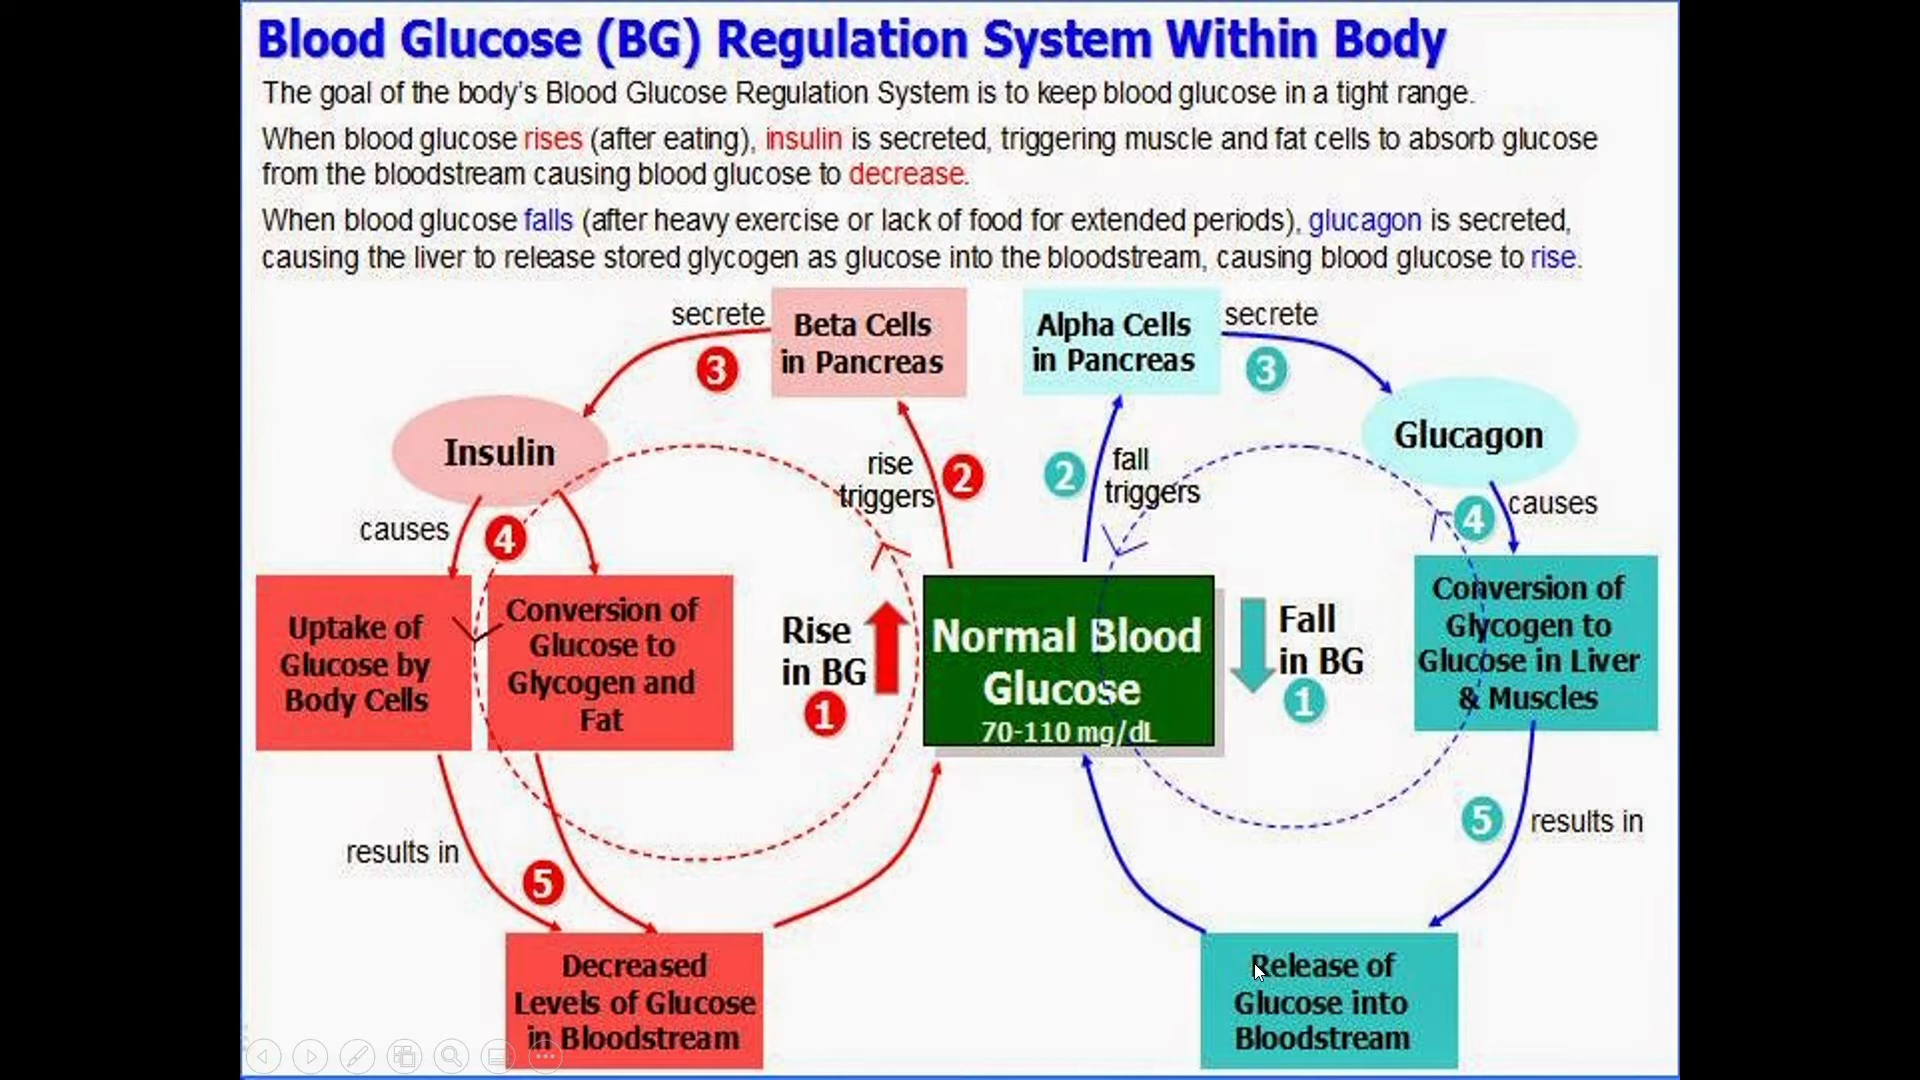 Blood Glucose (BG) Regulation System Within Body
The goal of the body's Blood Glucose Regulation System is to keep blood glucose in a tight range.
When blood glucose rises (after eating), insulin is secreted, triggering muscle and fat cells to absorb glucose
from the bloodstream causing blood glucose to decrease.
When blood glucose falls (after heavy exercise or lack of food for extended periods), glucagon is secreted,
causing the liver to release stored glycogen as glucose into the bloodstream, causing blood glucose to rise.
secrete
3
Beta Cells
in Pancreas
Alpha Cells
in Pancreas
secrete
3
Insulin
Glucagon
rise
triggers
2
2
fall
triggers
causes
4
4
causes
Uptake of
Glucose by
Body Cells
Conversion of
Glucose to
Glycogen and
Fat
Rise
in BG
1
Normal Blood
Glucose
70-110 mg/dL
Fall
in BG
1
Conversion of
Glycogen to
Glucose in Liver
& Muscles
results in
5
5
results in
Decreased
Levels of Glucose
in Bloodstream
Release of
Glucose into
Bloodstream